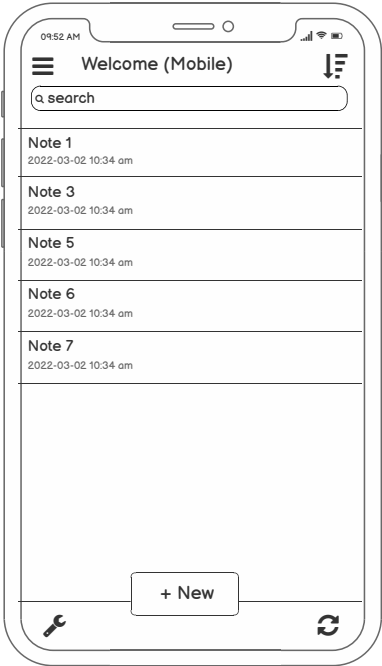 09:52 AM
Welcome (Mobile)
search
Note 1
2022-03-02 10:34 am
Note 3
2022-03-02 10:34 am
Note 5
2022-03-02 10:34 am
Note 6
2022-03-02 10:34 am
Note 7
2022-03-02 10:34 am
+ New